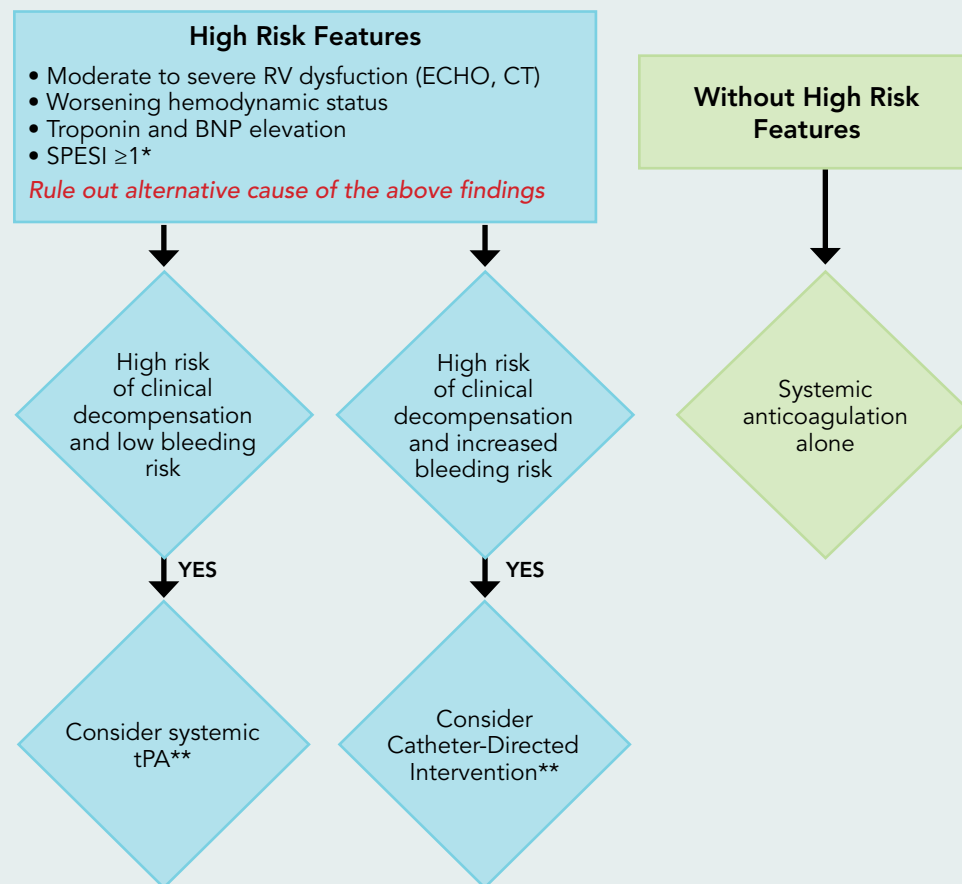 High Risk Features
• Moderate to severe RV dysfuction (ECHO, CT)
• Worsening hemodynamic status
• Troponin and BNP elevation
• SPESI ≥1*
Rule out alternative cause of the above findings
Without High Risk
Features
High risk
of clinical
decompensation
and low bleeding
risk
High risk
of clinical
decompensation
and increased
bleeding risk
Systemic
anticoagulation
alone
YES
YES
Consider systemic
tPA**
Consider
Catheter-Directed
Intervention**